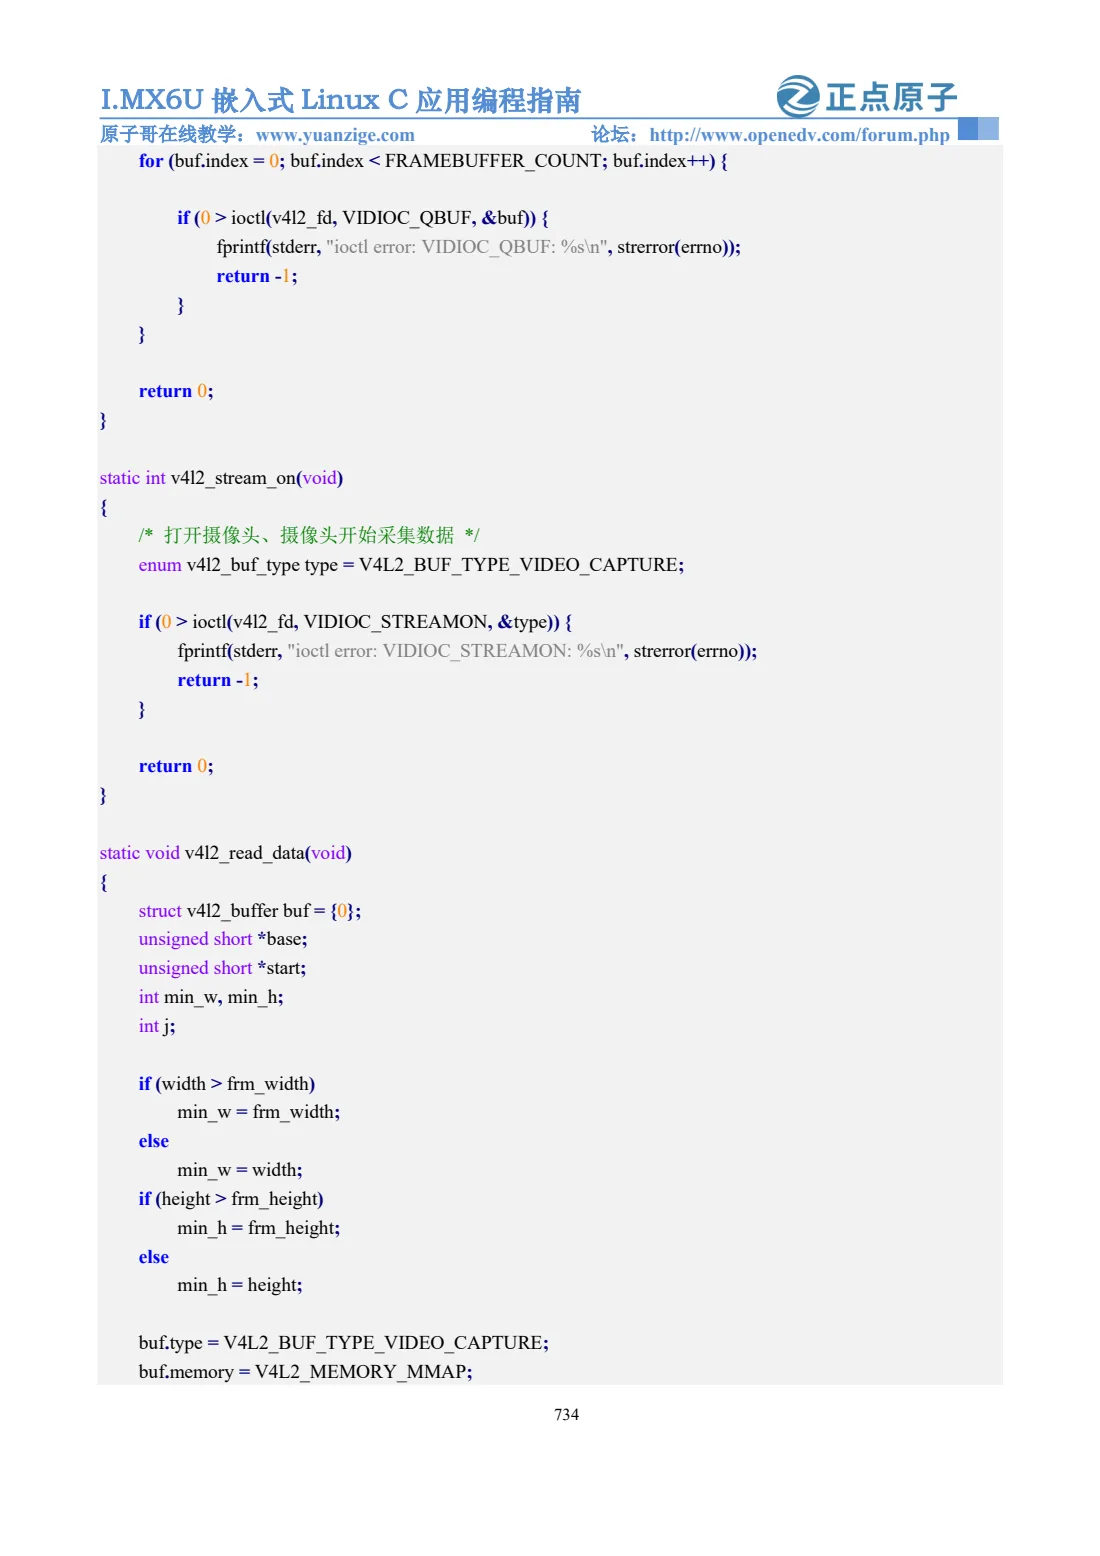 I.MX6U 嵌入式 Linux C 应用编程指南
正点原子
原子哥在线教学：www.yuanzige.com 论坛：http://www.openedv.com/forum.php
for (buf.index = 0; buf.index < FRAMEBUFFER_COUNT; buf.index++) {
if (0 > ioctl(v4l2_fd, VIDIOC_QBUF, &buf)) {
fprintf(stderr, "ioctl error: VIDIOC_QBUF: %s\n", strerror(errno));
return -1;
}
}
return 0;
}
static int v4l2_stream_on(void)
{
/* 打开摄像头、摄像头开始采集数据 */
enum v4l2_buf_type type = V4L2_BUF_TYPE_VIDEO_CAPTURE;
if (0 > ioctl(v4l2_fd, VIDIOC_STREAMON, &type)) {
fprintf(stderr, "ioctl error: VIDIOC_STREAMON: %s\n", strerror(errno));
return -1;
}
return 0;
}
static void v4l2_read_data(void)
{
struct v4l2_buffer buf = {0};
unsigned short *base;
unsigned short *start;
int min_w, min_h;
int j;
if (width > frm_width)
min_w = frm_width;
else
min_w = width;
if (height > frm_height)
min_h = frm_height;
else
min_h = height;
buf.type = V4L2_BUF_TYPE_VIDEO_CAPTURE;
buf.memory = V4L2_MEMORY_MMAP;
734